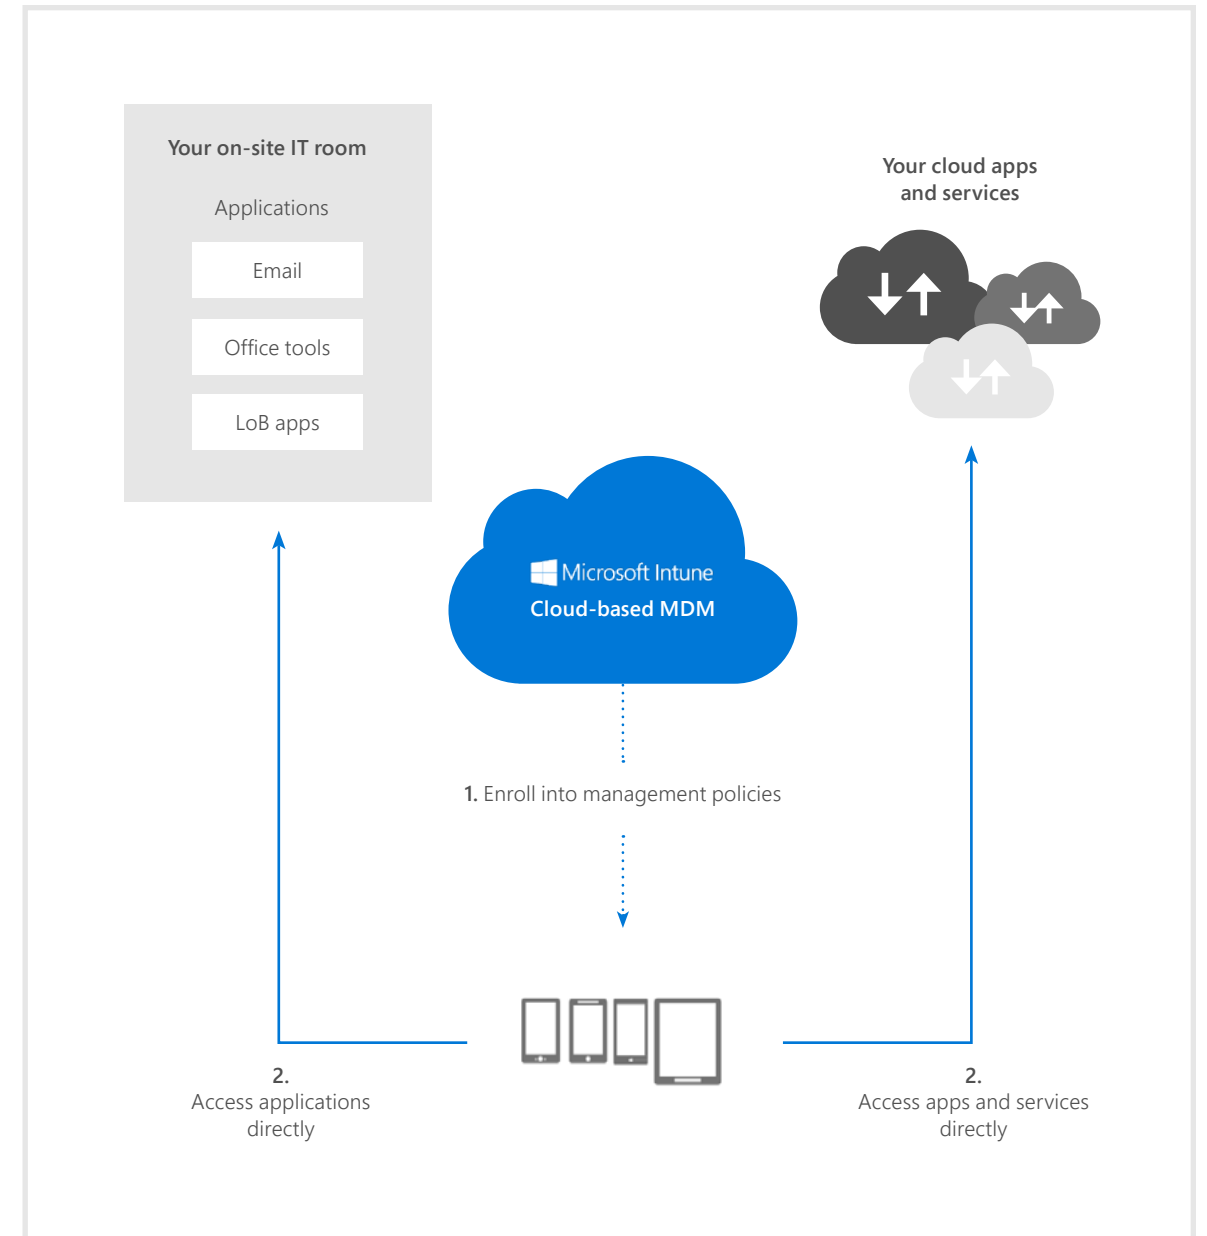 Your on-site IT room
Applications
Email
Office tools
LoB apps
Your cloud apps
and services
Microsoft Intune
Cloud-based MDM
1. Enroll into management policies
2.
Access applications
directly
2.
Access apps and services
directly